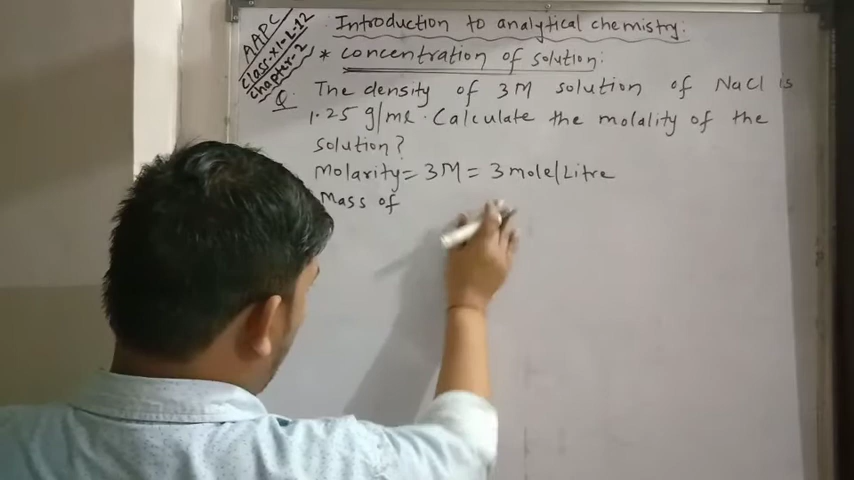 AAPC
Class-XI-L-12
Chapter-2
Introduction to analytical chemistry:
* concentration of solution:
Q. The density of 3M solution of NaCl is
1.25 g/ml. Calculate the molality of the
solution?
Molarity = 3M = 3 mole/Litre
Mass of